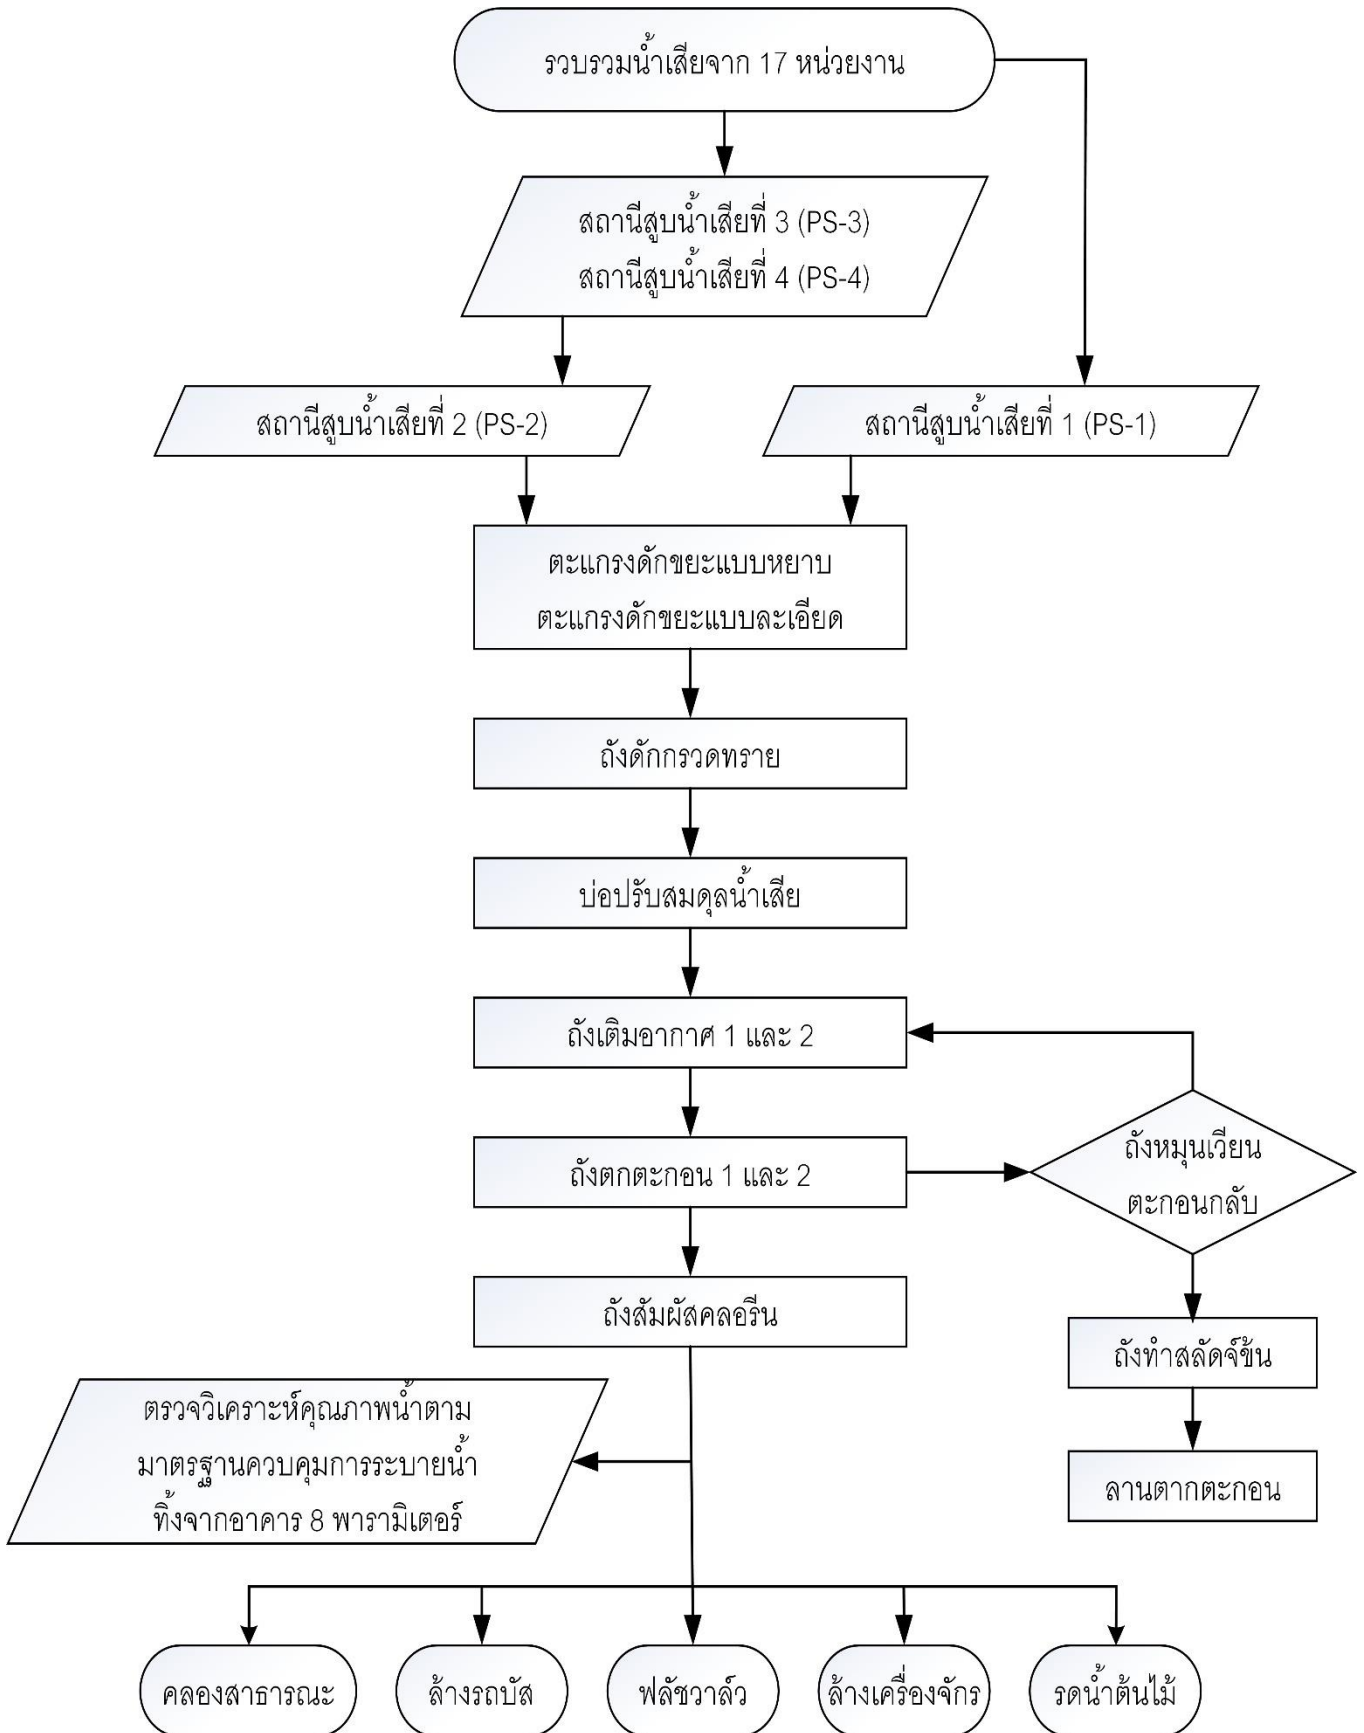 รวบรวมน้ำเสียจาก 17 หน่วยงาน
สถานีสูบน้ำเสียที่ 3 (PS-3)
สถานีสูบน้ำเสียที่ 4 (PS-4)
สถานีสูบน้ำเสียที่ 2 (PS-2)
สถานีสูบน้ำเสียที่ 1 (PS-1)
ตะแกรงดักขยะแบบหยาบ
ตะแกรงดักขยะแบบละเอียด
ถังดักกรวดทราย
บ่อปรับสมดุลน้ำเสีย
ถังเติมอากาศ 1 และ 2
ถังตกตะกอน 1 และ 2
ถังหมุนเวียน
ตะกอนกลับ
ถังสัมผัสคลอรีน
ถังทำสลัดจ์ข้น
ตรวจวิเคราะห์คุณภาพน้ำตาม
มาตรฐานควบคุมการระบายน้ำ
ทิ้งจากอาคาร 8 พารามิเตอร์
ลานตากตะกอน
คลองสาธารณะ
ล้างรถบัส
ฟลัชวาล์ว
ล้างเครื่องจักร
รดน้ำต้นไม้